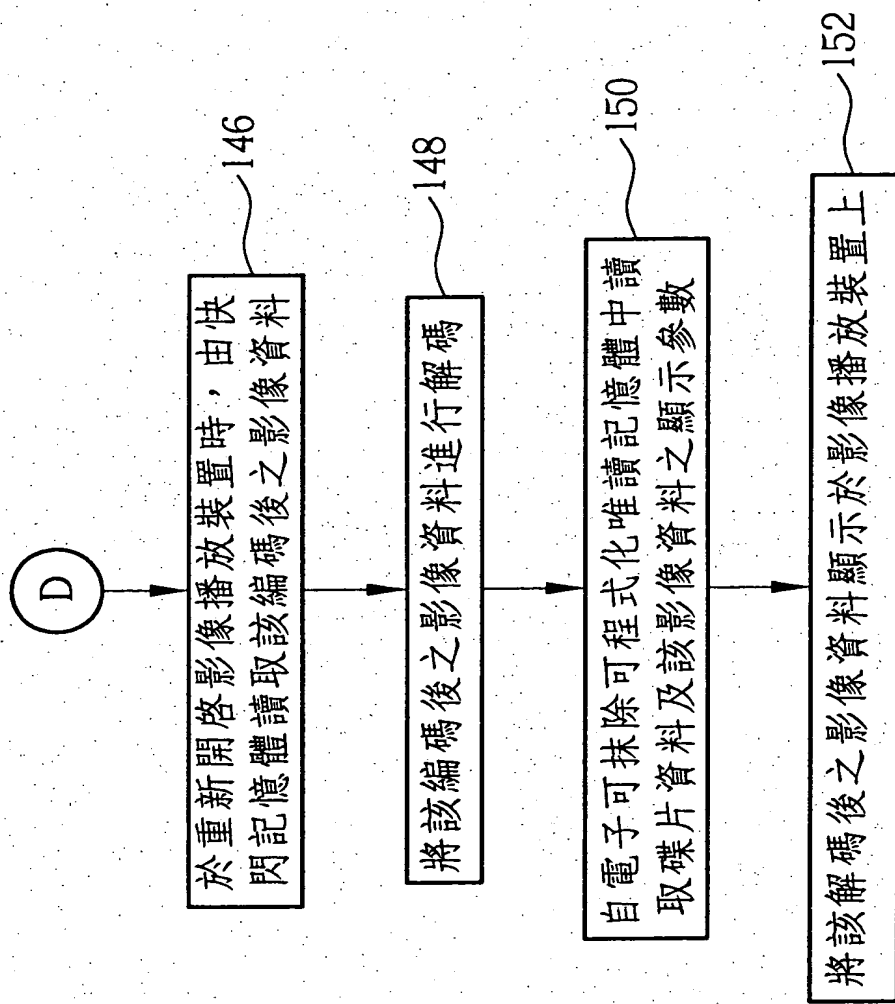 D
於重新開啓影像播放裝置時，由快
閃記憶體讀取該編碼後之影像資料
146
將該編碼後之影像資料進行解碼
148
自電子可抹除可程式化唯讀記憶體中讀
取碟片資料及該影像資料之顯示參數
150
將該解碼後之影像資料顯示於影像播放裝置上
152